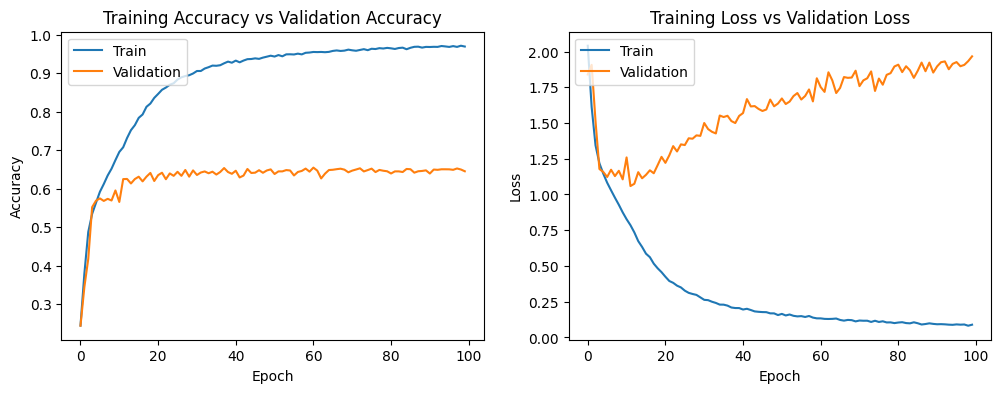 Training Accuracy vs Validation Accuracy
Train
Validation
1.0
0.9
0.8
0.7
0.6
0.5
0.4
0.3
Accuracy
0
20
40
60
80
100
Epoch
Training Loss vs Validation Loss
Train
Validation
2.00
1.75
1.50
1.25
1.00
0.75
0.50
0.25
0.00
Loss
0
20
40
60
80
100
Epoch